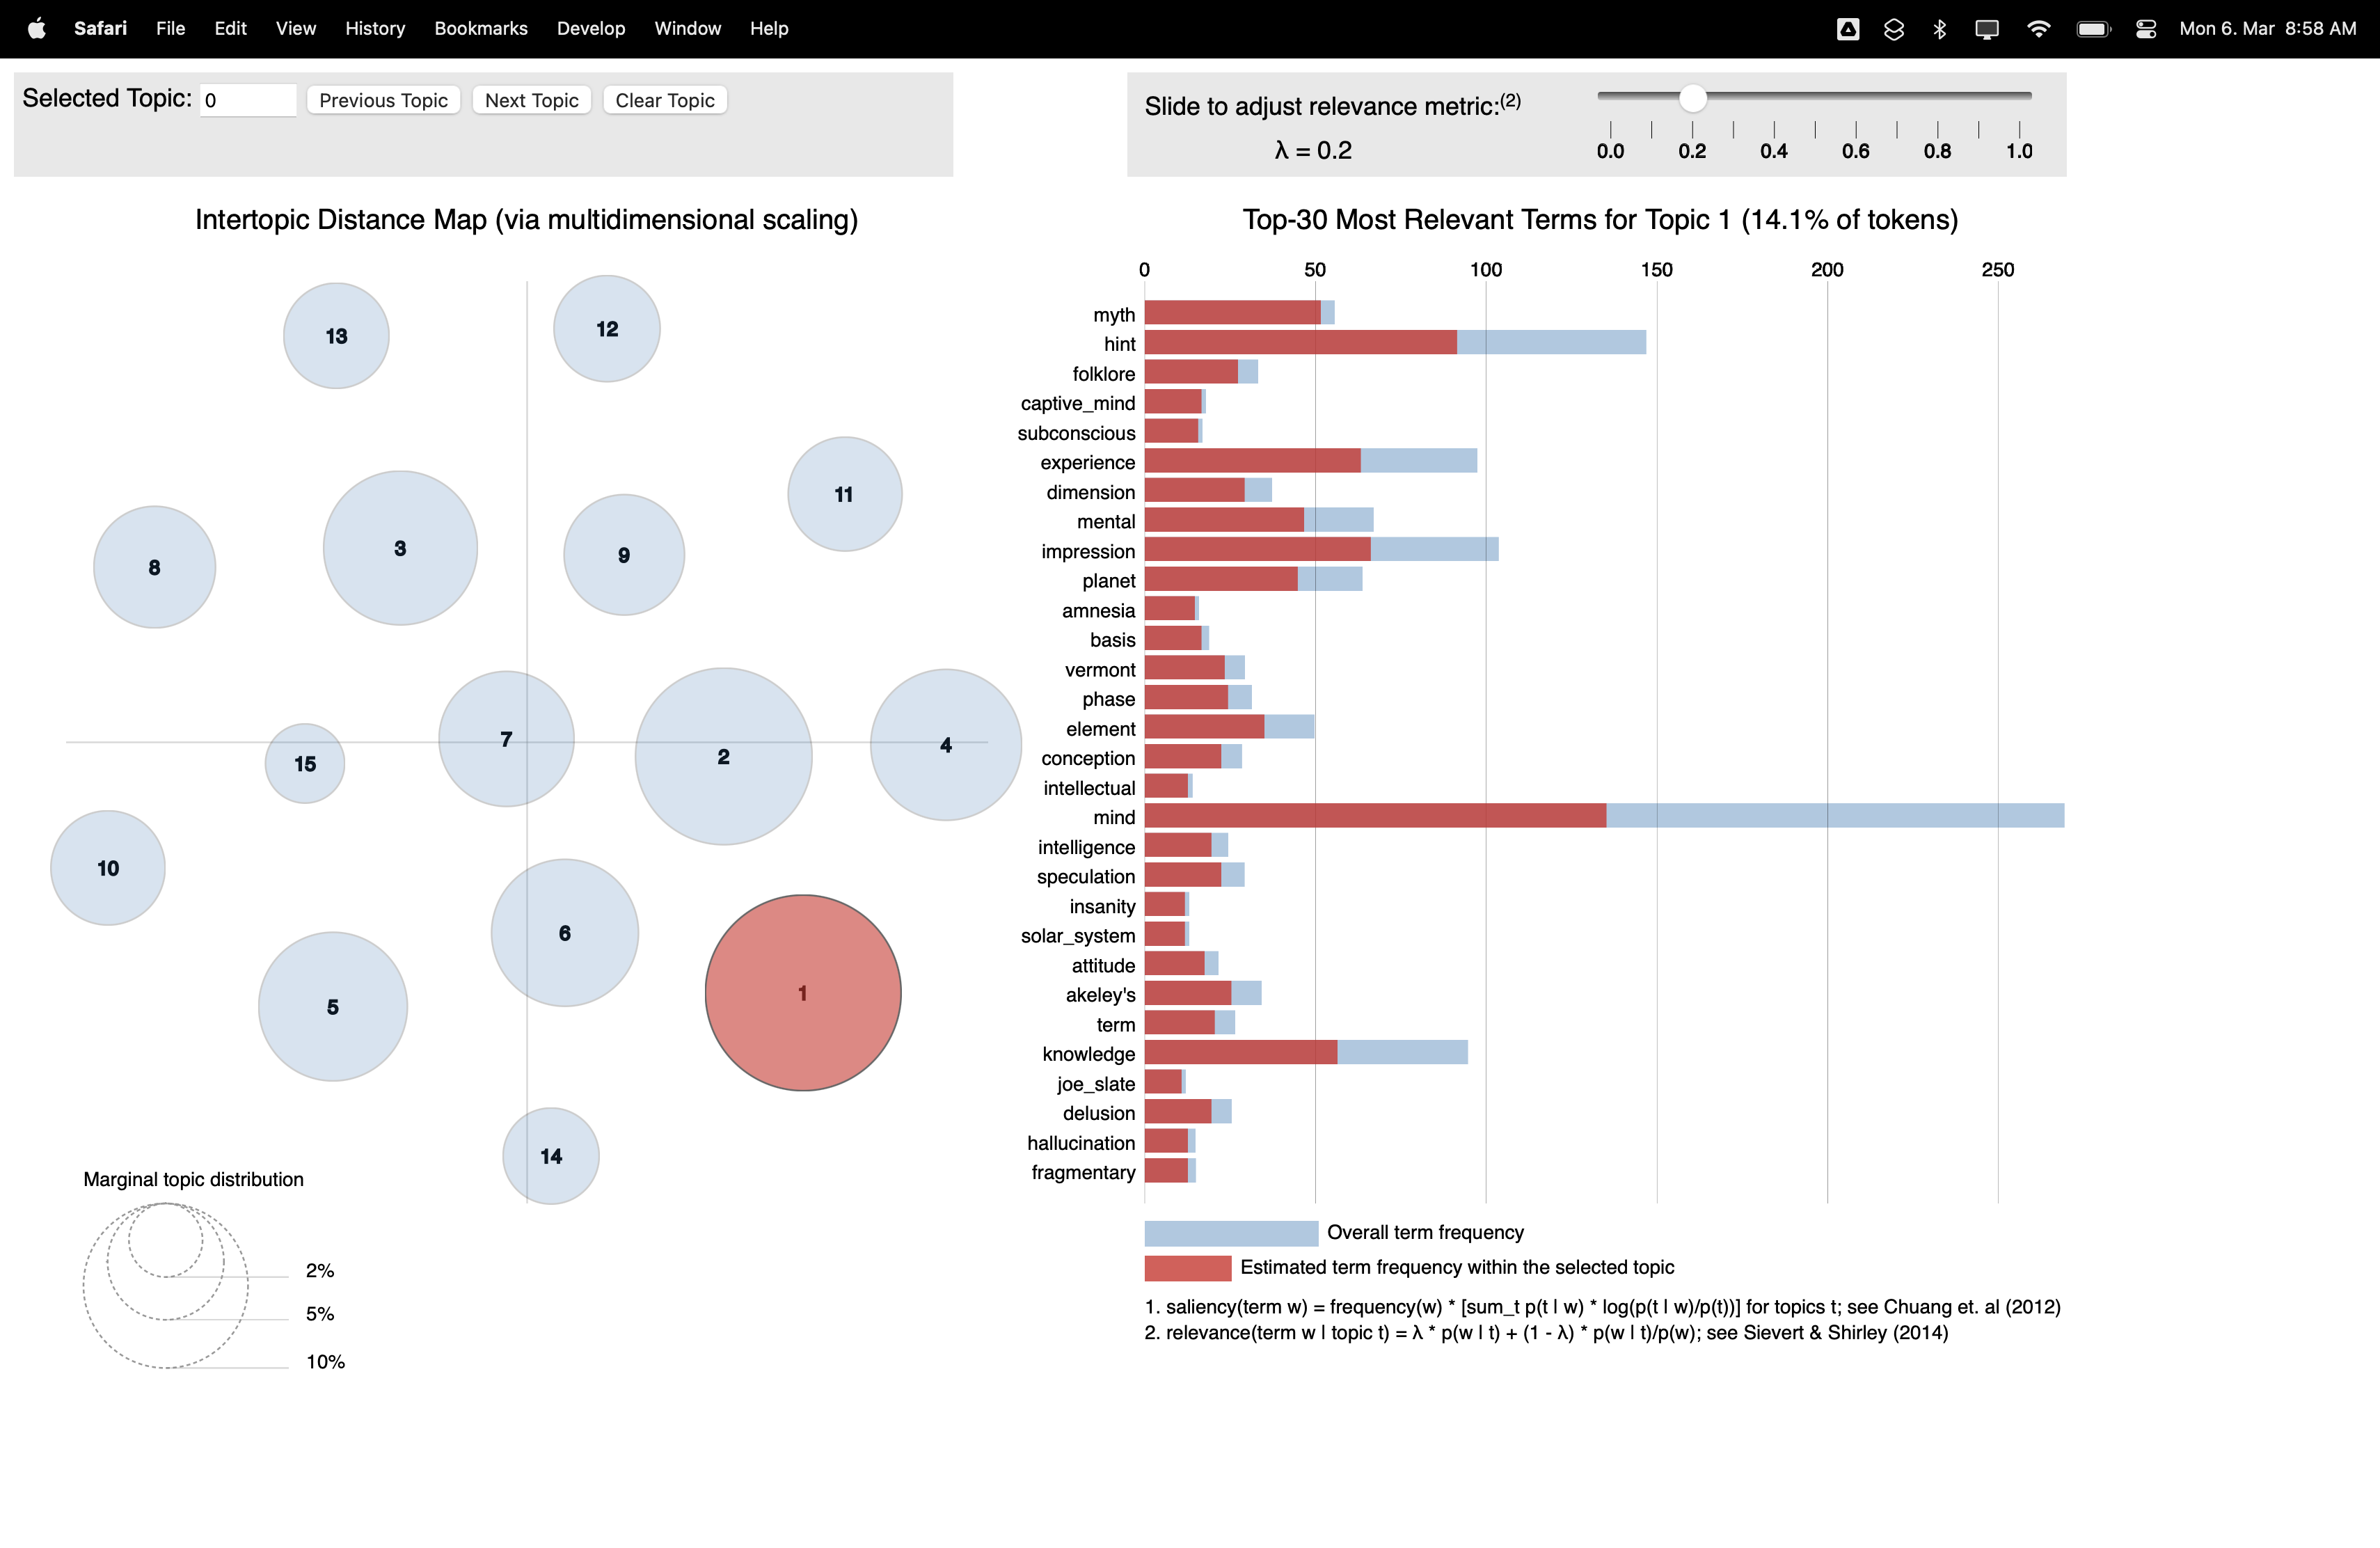 Safari File Edit View History Bookmarks Develop Window Help Mon 6. Mar 8:58 AM
Selected Topic: 0 Previous Topic Next Topic Clear Topic
Slide to adjust relevance metric:(2)
λ = 0.2
0.0 0.2 0.4 0.6 0.8 1.0
Intertopic Distance Map (via multidimensional scaling)
13
12
11
3
9
8
7
4
2
15
10
6
1
5
14
Marginal topic distribution
2%
5%
10%
Top-30 Most Relevant Terms for Topic 1 (14.1% of tokens)
0 50 100 150 200 250
myth
hint
folklore
captive_mind
subconscious
experience
dimension
mental
impression
planet
amnesia
basis
vermont
phase
element
conception
intellectual
mind
intelligence
speculation
insanity
solar_system
attitude
akeley's
term
knowledge
joe_slate
delusion
hallucination
fragmentary
Overall term frequency
Estimated term frequency within the selected topic
1. saliency(term w) = frequency(w) * [sum_t p(t | w) * log(p(t | w)/p(t))] for topics t; see Chuang et. al (2012)
2. relevance(term w | topic t) = λ * p(w | t) + (1 - λ) * p(w | t)/p(w); see Sievert & Shirley (2014)